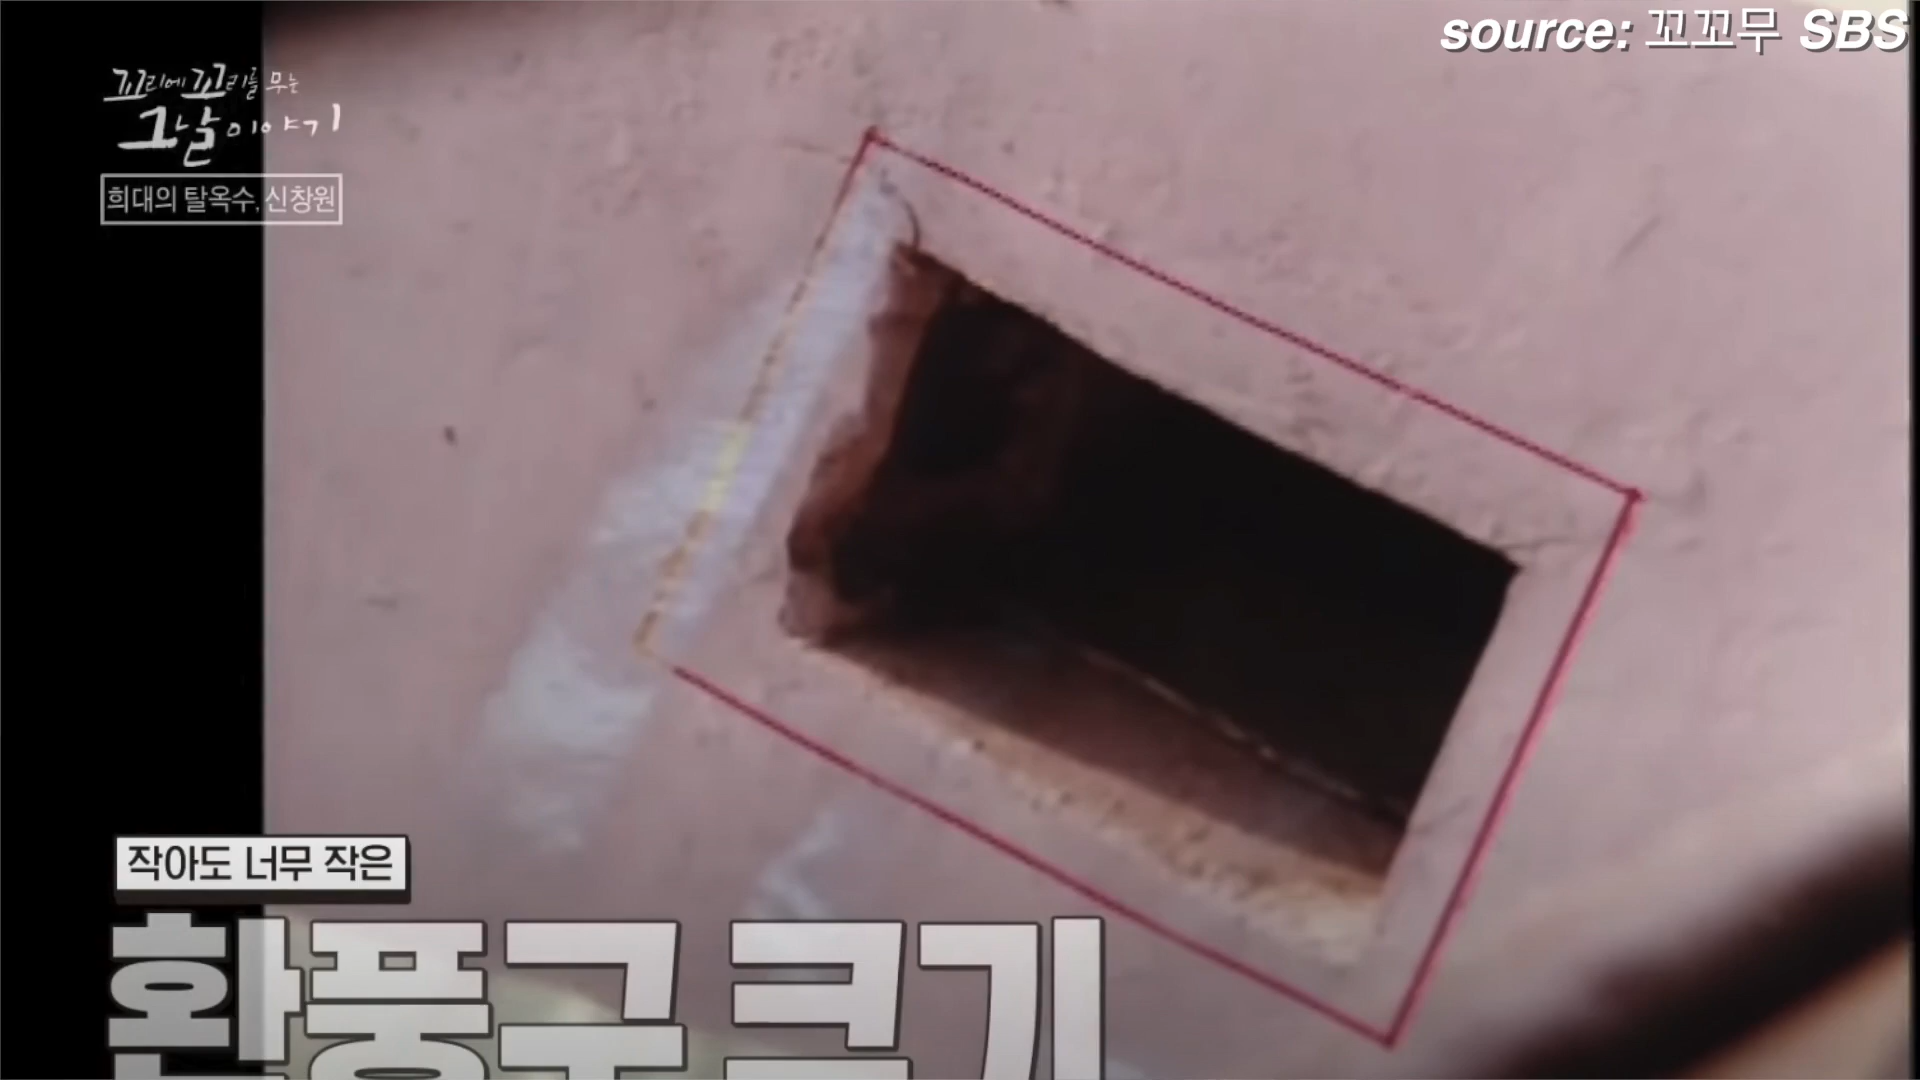 source: 꼬꼬무 SBS
꼬리에 꼬리를 무는
그날 이야기
희대의 탈옥수, 신창원
작아도 너무 작은
환풍구 크기